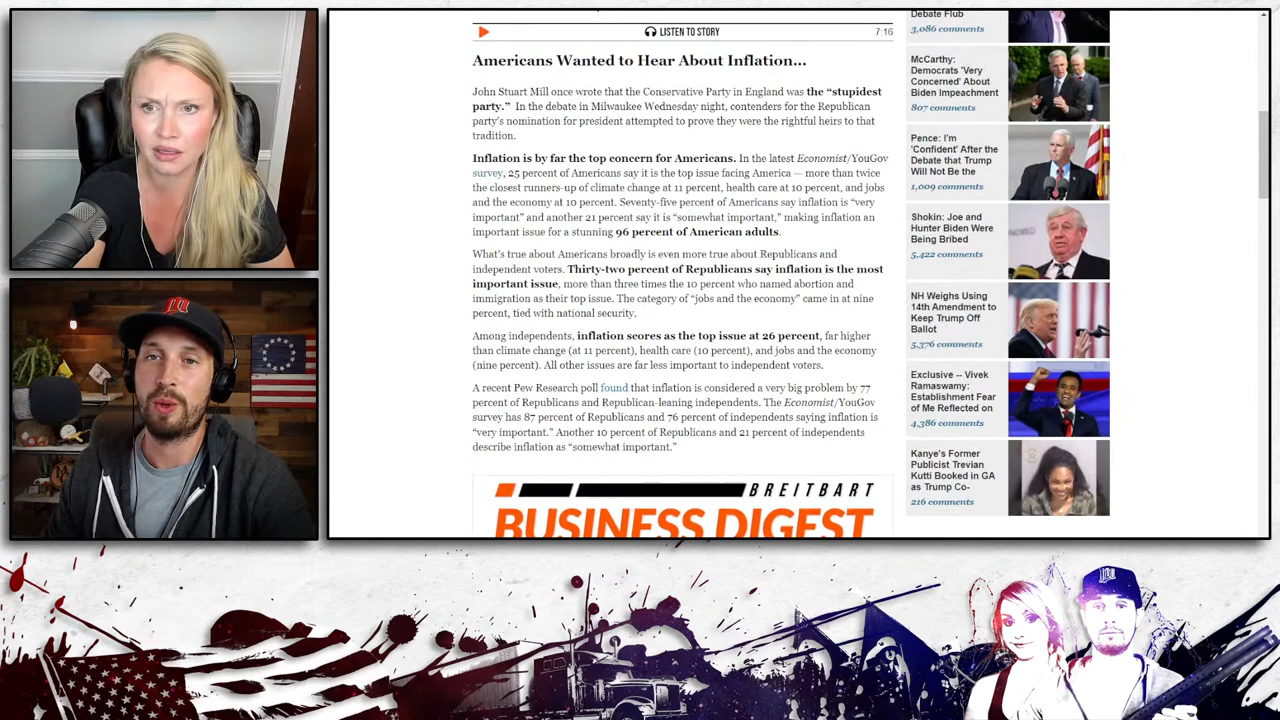 LISTEN TO STORY
7:16
Americans Wanted to Hear About Inflation...
John Stuart Mill once wrote that the Conservative Party in England was the “stupidest
party.” In the debate in Milwaukee Wednesday night, contenders for the Republican
party’s nomination for president attempted to prove they were the rightful heirs to that
tradition.
Inflation is by far the top concern for Americans. In the latest Economist/YouGov
survey, 25 percent of Americans say it is the top issue facing America — more than twice
the closest runners-up of climate change at 11 percent, health care at 10 percent, and jobs
and the economy at 10 percent. Seventy-five percent of Americans say inflation is “very
important” and another 21 percent say it is “somewhat important,” making inflation an
important issue for a stunning 96 percent of American adults.
What’s true about Americans broadly is even more true about Republicans and
independent voters. Thirty-two percent of Republicans say inflation is the most
important issue, more than three times the 10 percent who named abortion and
immigration as their top issue. The category of “jobs and the economy” came in at nine
percent, tied with national security.
Among independents, inflation scores as the top issue at 26 percent, far higher
than climate change (at 11 percent), health care (10 percent), and jobs and the economy
(nine percent). All other issues are far less important to independent voters.
A recent Pew Research poll found that inflation is considered a very big problem by 77
percent of Republicans and Republican-leaning independents. The Economist/YouGov
survey has 87 percent of Republicans and 76 percent of independents saying inflation is
“very important.” Another 10 percent of Republicans and 21 percent of independents
describe inflation as “somewhat important.”
BREITBART
BUSINESS DIGEST
Debate Flub
3,086 comments
McCarthy:
Democrats 'Very
Concerned' About
Biden Impeachment
807 comments
Pence: I'm
'Confident' After the
Debate that Trump
Will Not Be the
1,009 comments
Shokin: Joe and
Hunter Biden Were
Being Bribed
5,422 comments
NH Weighs Using
14th Amendment to
Keep Trump Off
Ballot
5,376 comments
Exclusive -- Vivek
Ramaswamy:
Establishment Fear
of Me Reflected on
4,386 comments
Kanye's Former
Publicist Trevian
Kutti Booked in GA
as Trump Co-
216 comments